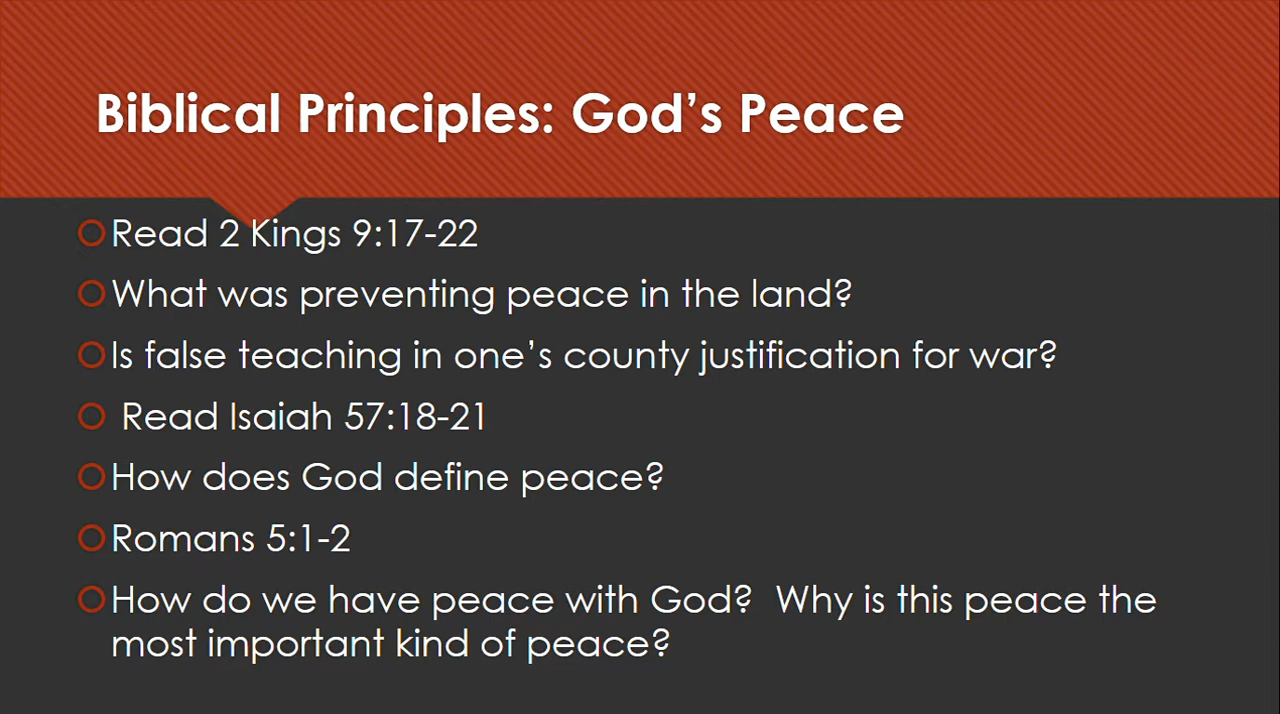 Biblical Principles: God’s Peace
Read 2 Kings 9:17-22
What was preventing peace in the land?
Is false teaching in one’s county justification for war?
Read Isaiah 57:18-21
How does God define peace?
Romans 5:1-2
How do we have peace with God?  Why is this peace the
most important kind of peace?